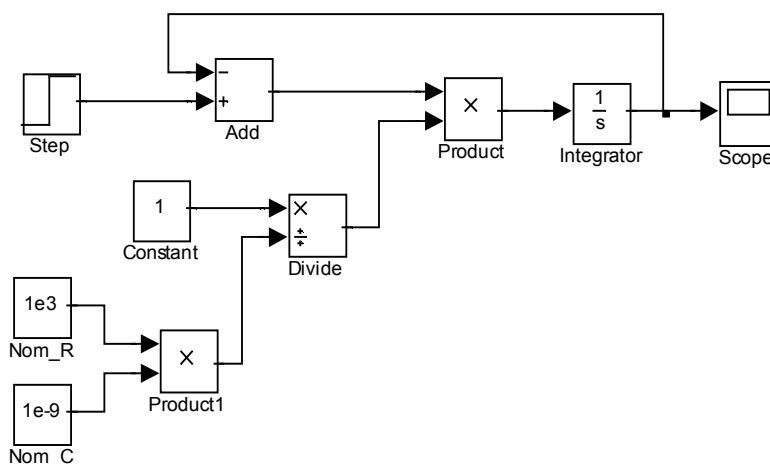 −
+
Add
Step
×
Product
1
s
Integrator
Scope
1
Constant
×
÷
Divide
1e3
Nom_R
×
Product1
1e-9
Nom_C